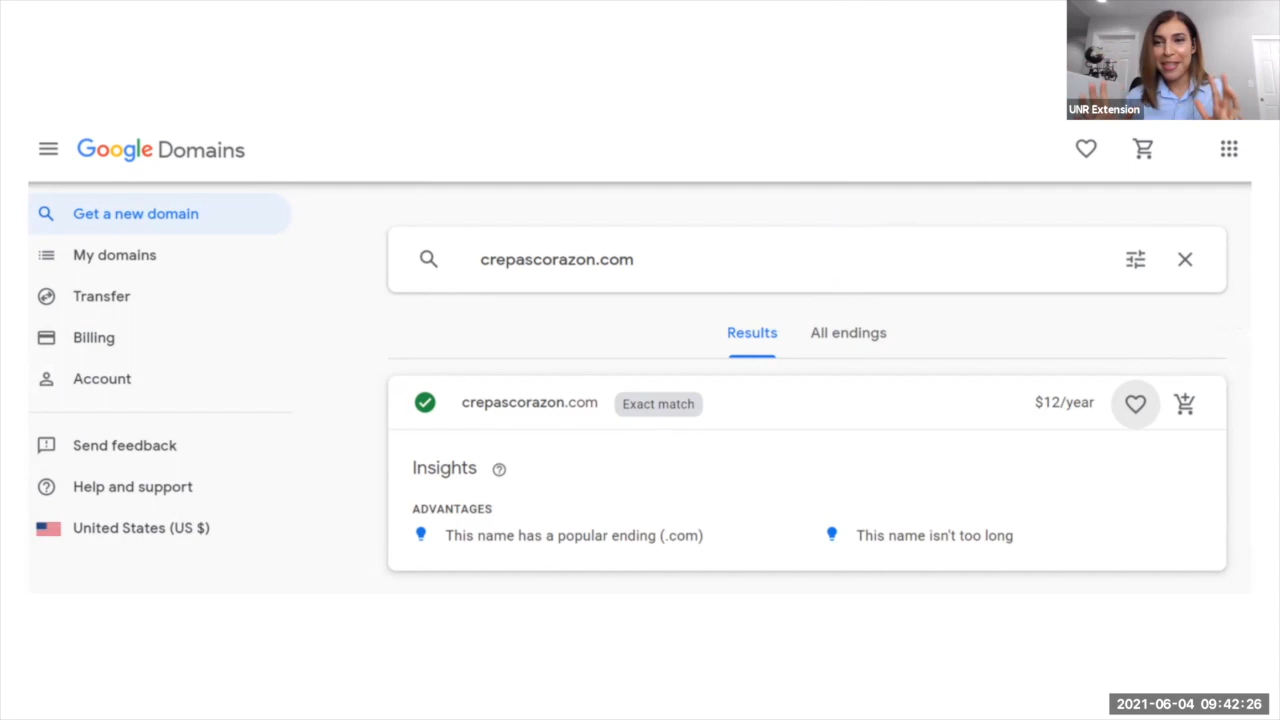 UNR Extension
Google Domains
Get a new domain
My domains
Transfer
Billing
Account
Send feedback
Help and support
United States (US $)
crepascorazon.com
Results All endings
crepascorazon.com Exact match $12/year
Insights
ADVANTAGES
This name has a popular ending (.com) This name isn't too long
2021-06-04 09:42:26